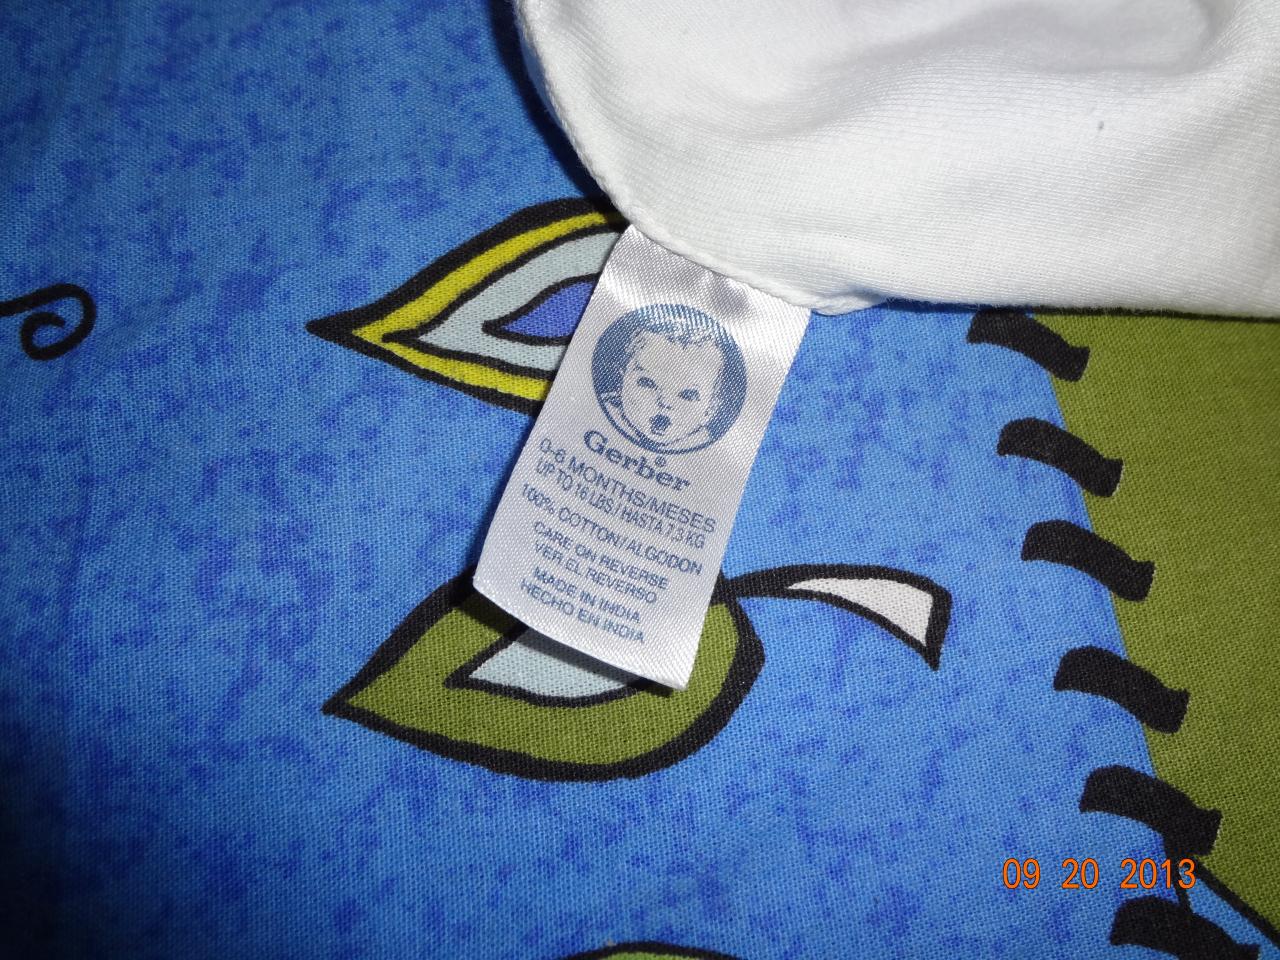 Gerber®
0-6 MONTHS/MESES
UP TO 16 LBS / HASTA 7,3 KG
100% COTTON/ALGODON
CARE ON REVERSE
VER EL REVERSO
MADE IN INDIA
HECHO EN INDIA
09 20 2013